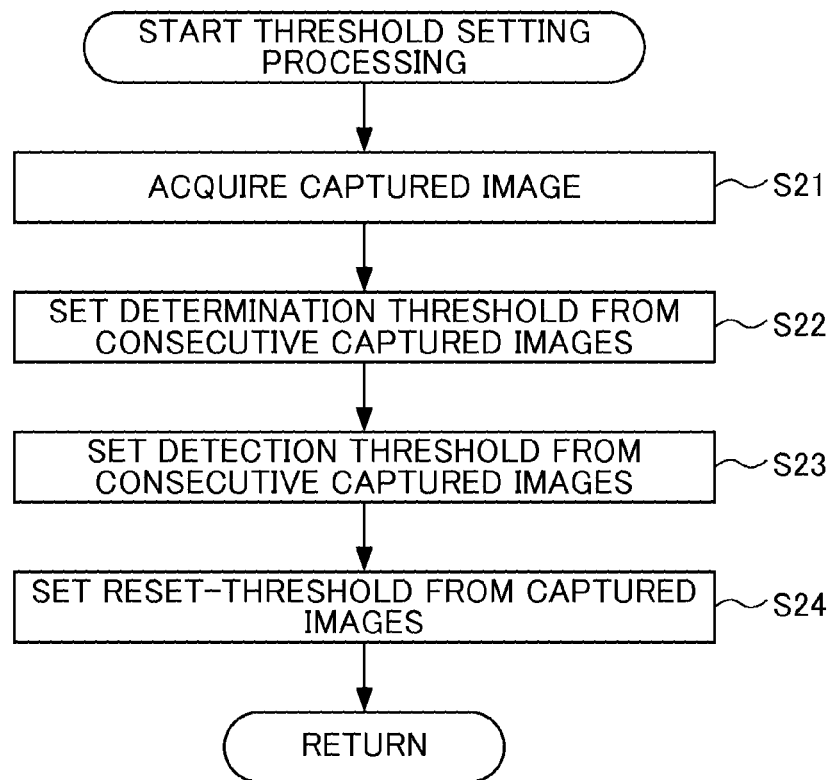 START THRESHOLD SETTING
PROCESSING
ACQUIRE CAPTURED IMAGE
S21
SET DETERMINATION THRESHOLD FROM
CONSECUTIVE CAPTURED IMAGES
S22
SET DETECTION THRESHOLD FROM
CONSECUTIVE CAPTURED IMAGES
S23
SET RESET-THRESHOLD FROM CAPTURED
IMAGES
S24
RETURN